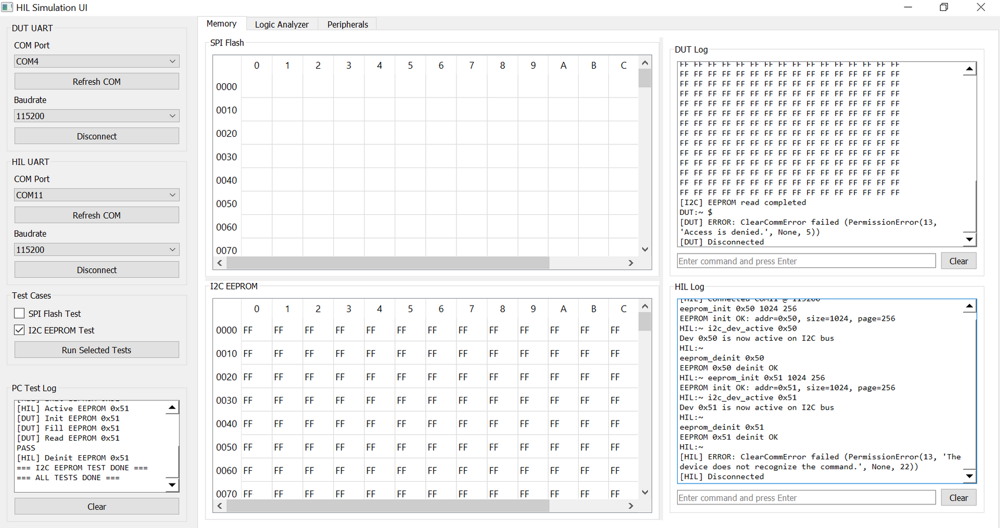 HIL Simulation UI
DUT UART
COM Port
COM4
Refresh COM
Baudrate
115200
Disconnect
HIL UART
COM Port
COM11
Refresh COM
Baudrate
115200
Disconnect
Test Cases
SPI Flash Test
I2C EEPROM Test
Run Selected Tests
PC Test Log
[HIL] Active EEPROM 0x51
[DUT] Init EEPROM 0x51
[DUT] Fill EEPROM 0x51
[DUT] Read EEPROM 0x51
PASS
[HIL] Deinit EEPROM 0x51
=== I2C EEPROM TEST DONE ===
=== ALL TESTS DONE ===
Clear
Memory Logic Analyzer Peripherals
SPI Flash
0 1 2 3 4 5 6 7 8 9 A B C
0000
0010
0020
0030
0040
0050
0060
0070
I2C EEPROM
0 1 2 3 4 5 6 7 8 9 A B C
0000 FF FF FF FF FF FF FF FF FF FF FF FF FF
0010 FF FF FF FF FF FF FF FF FF FF FF FF FF
0020 FF FF FF FF FF FF FF FF FF FF FF FF FF
0030 FF FF FF FF FF FF FF FF FF FF FF FF FF
0040 FF FF FF FF FF FF FF FF FF FF FF FF FF
0050 FF FF FF FF FF FF FF FF FF FF FF FF FF
0060 FF FF FF FF FF FF FF FF FF FF FF FF FF
0070 FF FF FF FF FF FF FF FF FF FF FF FF FF
DUT Log
FF FF FF FF FF FF FF FF FF FF FF FF FF FF FF FF
FF FF FF FF FF FF FF FF FF FF FF FF FF FF FF FF
FF FF FF FF FF FF FF FF FF FF FF FF FF FF FF FF
FF FF FF FF FF FF FF FF FF FF FF FF FF FF FF FF
FF FF FF FF FF FF FF FF FF FF FF FF FF FF FF FF
FF FF FF FF FF FF FF FF FF FF FF FF FF FF FF FF
FF FF FF FF FF FF FF FF FF FF FF FF FF FF FF FF
FF FF FF FF FF FF FF FF FF FF FF FF FF FF FF FF
FF FF FF FF FF FF FF FF FF FF FF FF FF FF FF FF
FF FF FF FF FF FF FF FF FF FF FF FF FF FF FF FF
FF FF FF FF FF FF FF FF FF FF FF FF FF FF FF FF
FF FF FF FF FF FF FF FF FF FF FF FF FF FF FF FF
FF FF FF FF FF FF FF FF FF FF FF FF FF FF FF FF
FF FF FF FF FF FF FF FF FF FF FF FF FF FF FF FF
[I2C] EEPROM read completed
DUT:~ $
[DUT] ERROR: ClearCommError failed (PermissionError(13,
'Access is denied.', None, 5))
[DUT] Disconnected
Enter command and press Enter
Clear
HIL Log
[HIL] Connected COM11 @ 115200
eeprom_init 0x50 1024 256
EEPROM init OK: addr=0x50, size=1024, page=256
HIL:~ i2c_dev_active 0x50
Dev 0x50 is now active on I2C bus
HIL:~
eeprom_deinit 0x50
EEPROM 0x50 deinit OK
HIL:~ eeprom_init 0x51 1024 256
EEPROM init OK: addr=0x51, size=1024, page=256
HIL:~ i2c_dev_active 0x51
Dev 0x51 is now active on I2C bus
HIL:~
eeprom_deinit 0x51
EEPROM 0x51 deinit OK
HIL:~
[HIL] ERROR: ClearCommError failed (PermissionError(13, 'The
device does not recognize the command.', None, 22))
[HIL] Disconnected
Enter command and press Enter
Clear